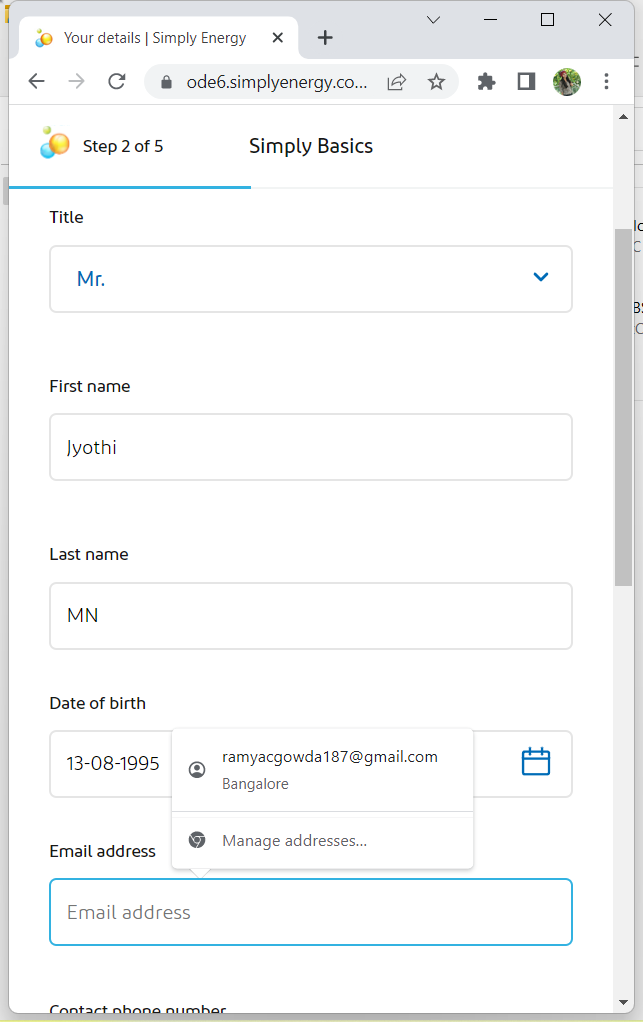 Your details | Simply Energy
ode6.simplyenergy.co...
Step 2 of 5
Simply Basics
Title
Mr.
First name
Jyothi
Last name
MN
Date of birth
13-08-1995
ramyacgowda187@gmail.com
Bangalore
Manage addresses...
Email address
Email address
Contact phone number